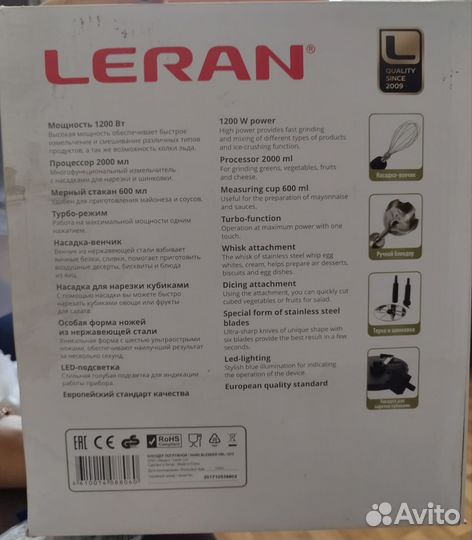 LERAN®
L
QUALITY
SINCE
2009
Мощность 1200 Вт
Высокая мощность обеспечивает быстрое
измельчение и смешивание различных типов
продуктов, а так же возможность колки льда.
Процессор 2000 мл
Многофункциональный измельчитель
с насадками для нарезки и шинковки.
Мерный стакан 600 мл
Удобен для приготовления майонеза и соусов.
Турбо-режим
Работа на максимальной мощности одним
нажатием.
Насадка-венчик
Венчик из нержавеющей стали взбивает
яичные белки, сливки, помогает приготовить
воздушные десерты, бисквиты и блюда
из яиц.
Насадка для нарезки кубиками
С помощью насадки вы можете быстро
нарезать кубиками овощи или фрукты
для салата.
Особая форма ножей
из нержавеющей стали
Уникальная форма с шестью ультраострыми
ножами, обеспечивают наилучший результат
за несколько секунд.
LED-подсветка
Стильная голубая подсветка для индикации
работы прибора.
Европейский стандарт качества
1200 W power
High power provides fast grinding
and mixing of different types of products
and ice-crushing function.
Processor 2000 ml
For grinding greens, vegetables, fruits
and cheese.
Measuring cup 600 ml
Useful for the preparation of mayonnaise
and sauces.
Turbo-function
Operation at maximum power with one
touch.
Whisk attachment
The whisk of stainless steel whip egg
whites, cream, helps prepare air desserts,
biscuits and egg dishes.
Dicing attachment
Using the attachment, you can quickly cut
cubed vegetables or fruits for salad.
Special form of stainless steel
blades
Ultra-sharp knives of unique shape with
six blades provide the best result in a few
seconds.
Led-lighting
Stylish blue illumination for indicating
the operation of the device.
European quality standard
Насадка-венчик
Ручной блендер
Терка и шинковка
Насадка для
нарезки кубиками
EAC CE RoHS
Compliant
6610014088060
БЛЕНДЕР ПОГРУЖНОЙ / HAND BLENDER
Avito